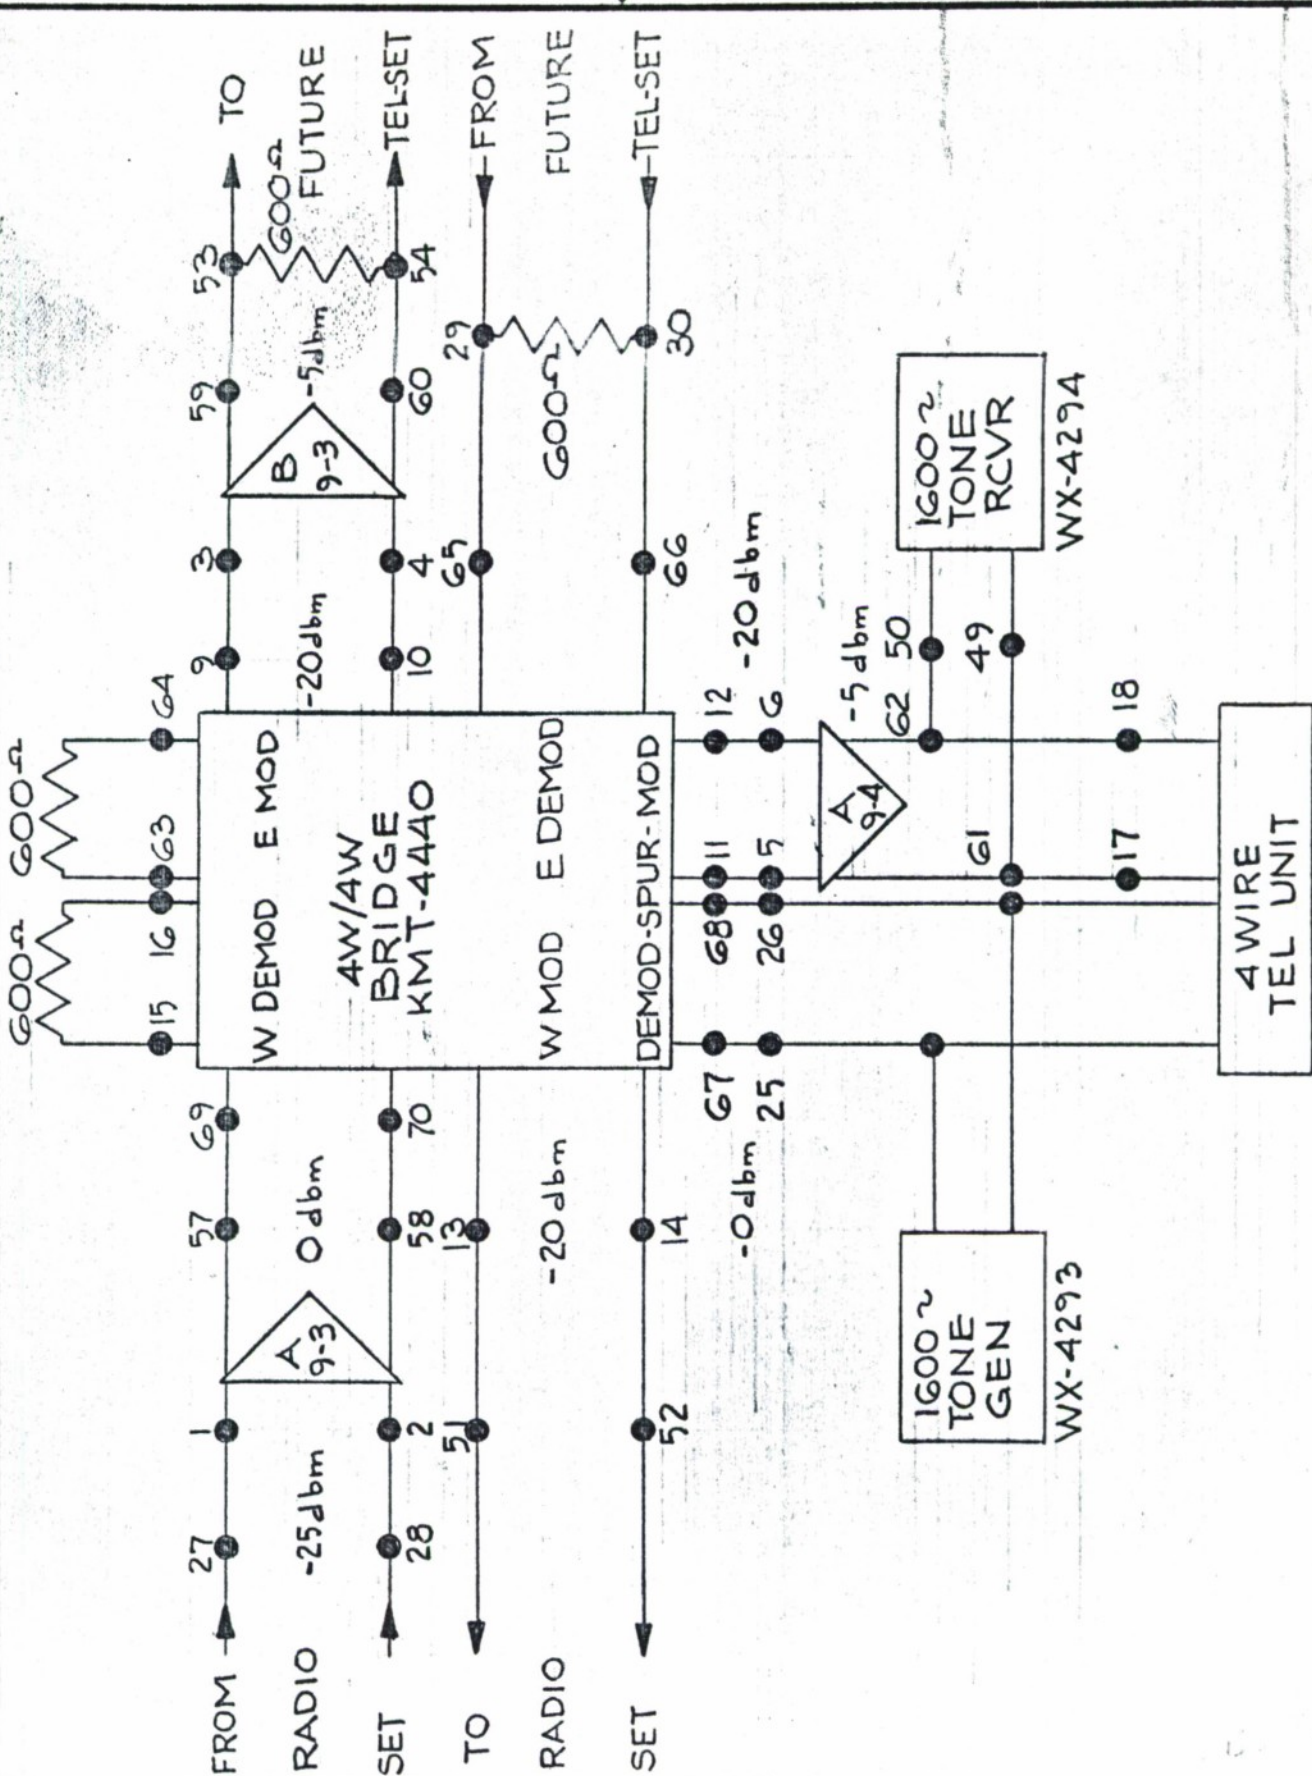 600Ω 600Ω
15 16 63 64
FROM 27 1 57 69 9 3 59 53 TO
RADIO -25dbm A 9-3 0dbm W DEMOD E MOD -20dbm B 9-3 -5dbm 600Ω FUTURE
SET 28 2 58 70 4W/4W 10 4 60 54 TEL-SET
BRIDGE
KMT-4440
TO 51 13 65 29 FROM
RADIO -20dbm W MOD E DEMOD 600Ω FUTURE
SET 52 14 DEMOD-SPUR-MOD 66 30 TEL-SET
67 68 11 12
-0dbm -20dbm
25 26 5 6
A 9-4 -5dbm
62 50
61 49
1600~
TONE
GEN
WX-4293
1600~
TONE
RCVR
WX-4294
17 18
4 WIRE
TEL UNIT